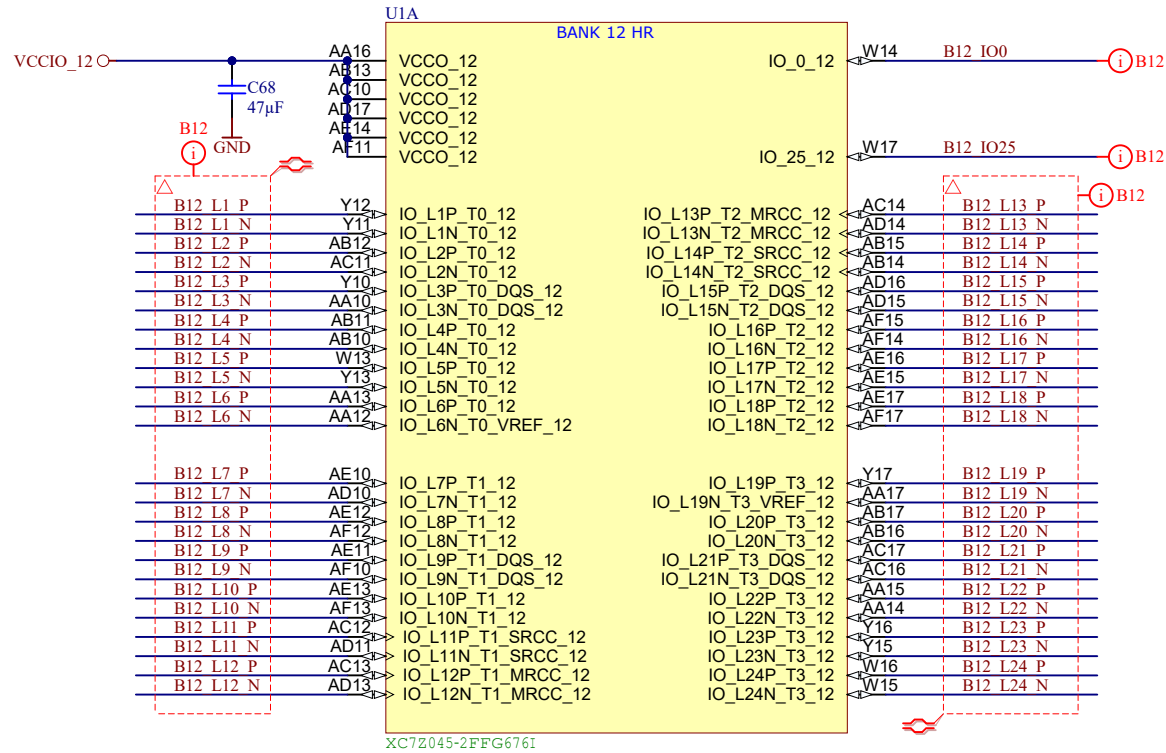 U1A
BANK 12 HR
VCCIO_12
AA16 VCCO_12
AB13 VCCO_12
AC10 VCCO_12
AD17 VCCO_12
AE14 VCCO_12
AF11 VCCO_12
C68
47µF
GND
B12
i
IO_0_12 W14 B12_IO0 i B12
IO_25_12 W17 B12_IO25 i B12
i B12
B12_L1_P Y12 IO_L1P_T0_12
B12_L1_N Y11 IO_L1N_T0_12
B12_L2_P AB12 IO_L2P_T0_12
B12_L2_N AC11 IO_L2N_T0_12
B12_L3_P Y10 IO_L3P_T0_DQS_12
B12_L3_N AA10 IO_L3N_T0_DQS_12
B12_L4_P AB11 IO_L4P_T0_12
B12_L4_N AB10 IO_L4N_T0_12
B12_L5_P W13 IO_L5P_T0_12
B12_L5_N Y13 IO_L5N_T0_12
B12_L6_P AA13 IO_L6P_T0_12
B12_L6_N AA12 IO_L6N_T0_VREF_12
B12_L7_P AE10 IO_L7P_T1_12
B12_L7_N AD10 IO_L7N_T1_12
B12_L8_P AE12 IO_L8P_T1_12
B12_L8_N AF12 IO_L8N_T1_12
B12_L9_P AE11 IO_L9P_T1_DQS_12
B12_L9_N AF10 IO_L9N_T1_DQS_12
B12_L10_P AE13 IO_L10P_T1_12
B12_L10_N AF13 IO_L10N_T1_12
B12_L11_P AC12 IO_L11P_T1_SRCC_12
B12_L11_N AD11 IO_L11N_T1_SRCC_12
B12_L12_P AC13 IO_L12P_T1_MRCC_12
B12_L12_N AD13 IO_L12N_T1_MRCC_12
IO_L13P_T2_MRCC_12 AC14 B12_L13_P
IO_L13N_T2_MRCC_12 AD14 B12_L13_N
IO_L14P_T2_SRCC_12 AB15 B12_L14_P
IO_L14N_T2_SRCC_12 AB14 B12_L14_N
IO_L15P_T2_DQS_12 AD16 B12_L15_P
IO_L15N_T2_DQS_12 AD15 B12_L15_N
IO_L16P_T2_12 AF15 B12_L16_P
IO_L16N_T2_12 AF14 B12_L16_N
IO_L17P_T2_12 AE16 B12_L17_P
IO_L17N_T2_12 AE15 B12_L17_N
IO_L18P_T2_12 AE17 B12_L18_P
IO_L18N_T2_12 AF17 B12_L18_N
IO_L19P_T3_12 Y17 B12_L19_P
IO_L19N_T3_VREF_12 AA17 B12_L19_N
IO_L20P_T3_12 AB17 B12_L20_P
IO_L20N_T3_12 AB16 B12_L20_N
IO_L21P_T3_DQS_12 AC17 B12_L21_P
IO_L21N_T3_DQS_12 AC16 B12_L21_N
IO_L22P_T3_12 AA15 B12_L22_P
IO_L22N_T3_12 AA14 B12_L22_N
IO_L23P_T3_12 Y16 B12_L23_P
IO_L23N_T3_12 Y15 B12_L23_N
IO_L24P_T3_12 W16 B12_L24_P
IO_L24N_T3_12 W15 B12_L24_N
XC7Z045-2FFG676I